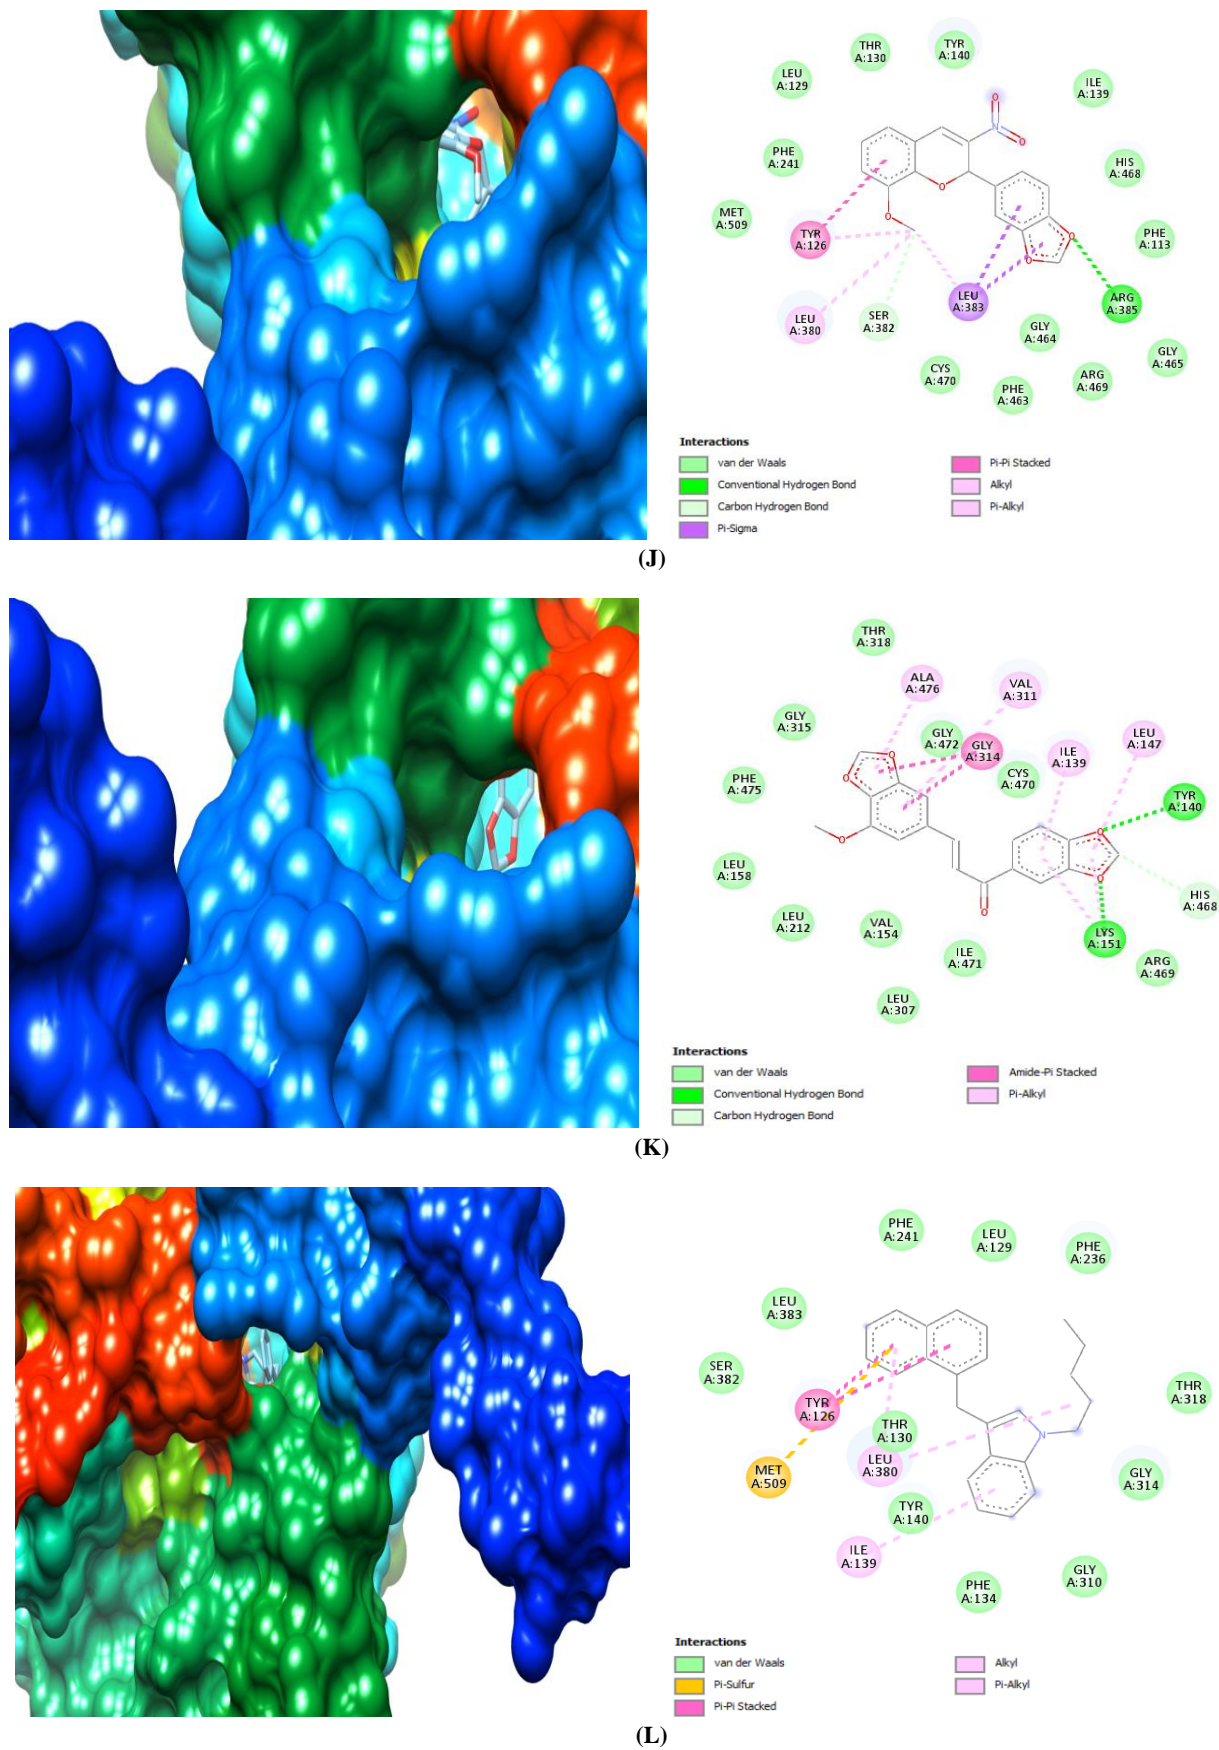 THR
A:130
TYR
A:140
LEU
A:129
ILE
A:139
PHE
A:241
HIS
A:468
MET
A:509
PHE
A:113
TYR
A:126
LEU
A:383
ARG
A:385
LEU
A:380
SER
A:382
GLY
A:464
GLY
A:465
CYS
A:470
PHE
A:463
ARG
A:469
N
O
O
O
O
O
O
Interactions
van der Waals
Conventional Hydrogen Bond
Carbon Hydrogen Bond
Pi-Sigma
Pi-Pi Stacked
Alkyl
Pi-Alkyl
(J)
THR
A:318
ALA
A:476
VAL
A:311
GLY
A:315
GLY
A:472
GLY
A:314
ILE
A:139
LEU
A:147
PHE
A:475
CYS
A:470
TYR
A:140
LEU
A:158
HIS
A:468
LEU
A:212
VAL
A:154
ILE
A:471
LYS
A:151
ARG
A:469
LEU
A:307
O
O
O
O
O
O
Interactions
van der Waals
Conventional Hydrogen Bond
Carbon Hydrogen Bond
Amide-Pi Stacked
Pi-Alkyl
(K)
PHE
A:241
LEU
A:129
PHE
A:236
LEU
A:383
SER
A:382
THR
A:318
TYR
A:126
THR
A:130
LEU
A:380
MET
A:509
GLY
A:314
TYR
A:140
ILE
A:139
PHE
A:134
GLY
A:310
N
Interactions
van der Waals
Pi-Sulfur
Pi-Pi Stacked
Alkyl
Pi-Alkyl
(L)